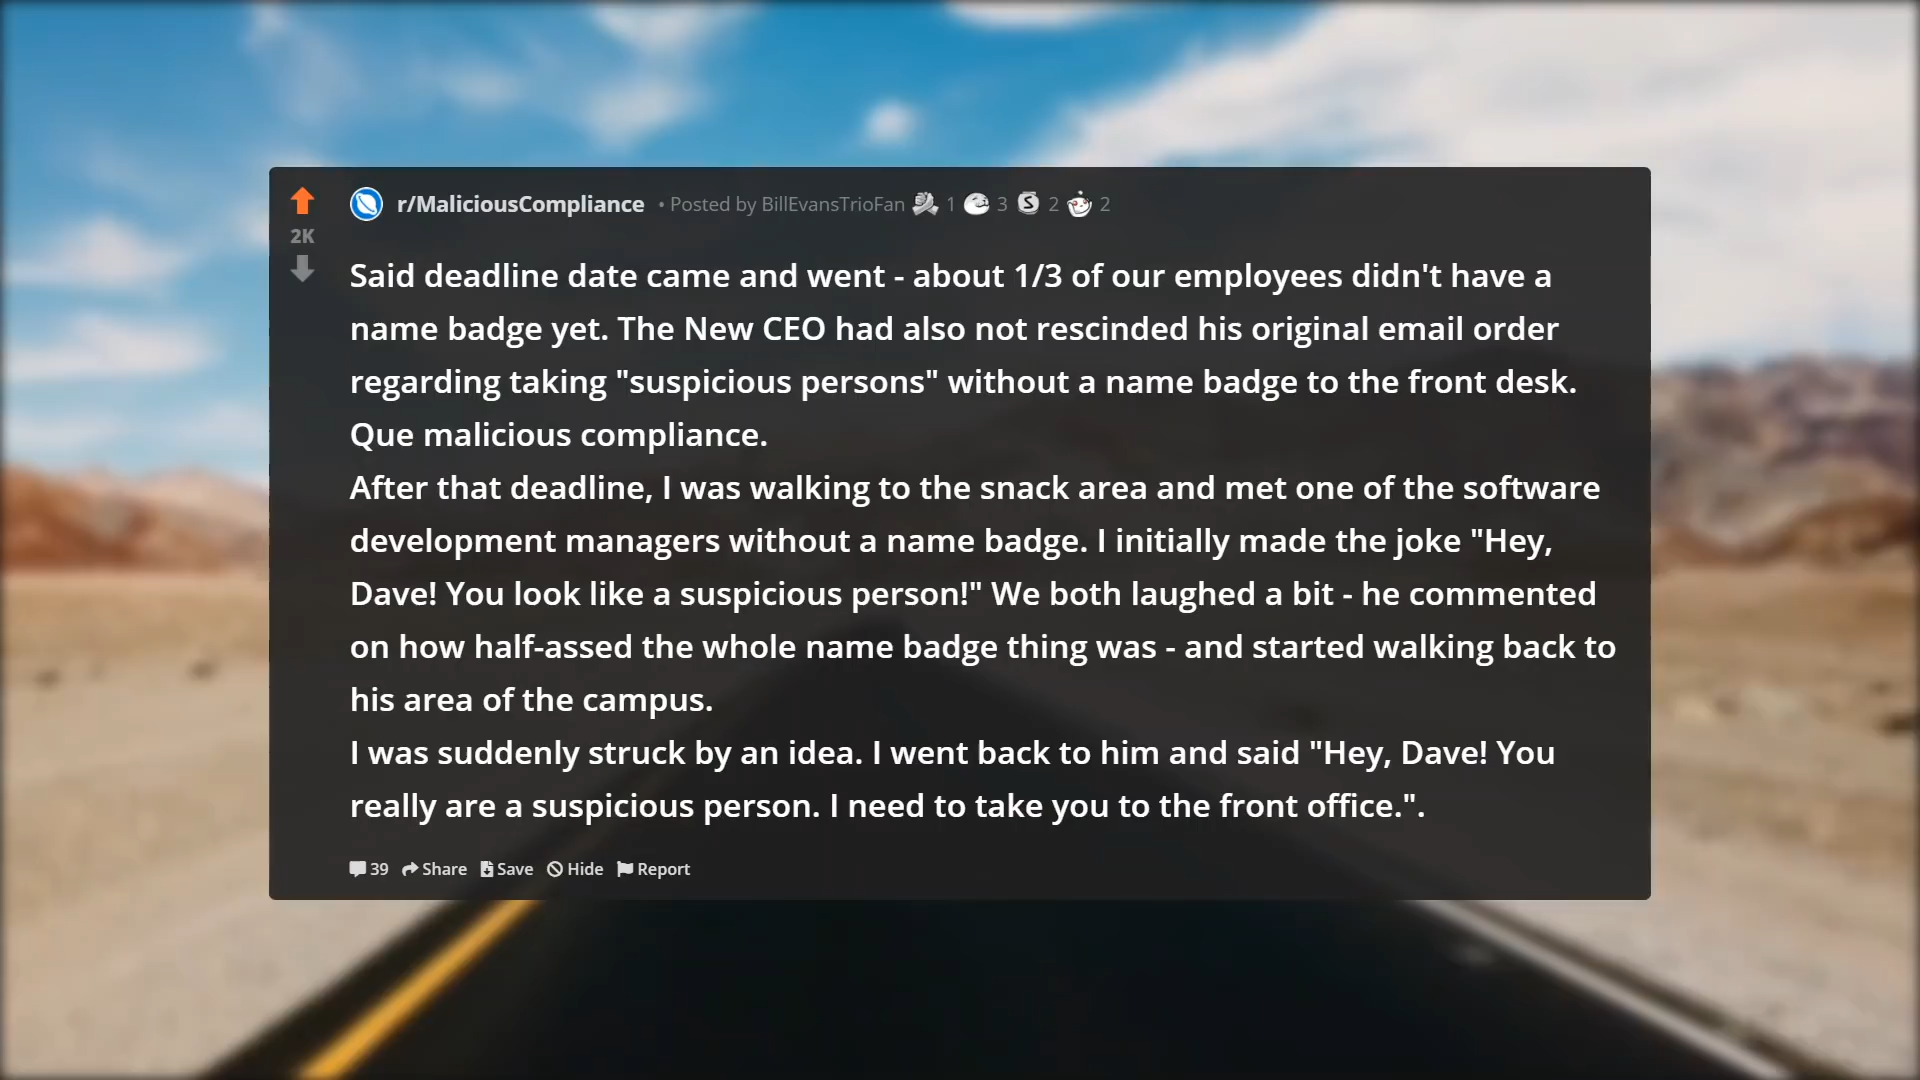 r/MaliciousCompliance • Posted by BillEvansTrioFan 1 3 2 2
2K
Said deadline date came and went - about 1/3 of our employees didn't have a
name badge yet. The New CEO had also not rescinded his original email order
regarding taking "suspicious persons" without a name badge to the front desk.
Que malicious compliance.
After that deadline, I was walking to the snack area and met one of the software
development managers without a name badge. I initially made the joke "Hey,
Dave! You look like a suspicious person!" We both laughed a bit - he commented
on how half-assed the whole name badge thing was - and started walking back to
his area of the campus.
I was suddenly struck by an idea. I went back to him and said "Hey, Dave! You
really are a suspicious person. I need to take you to the front office.".
39 Share Save Hide Report